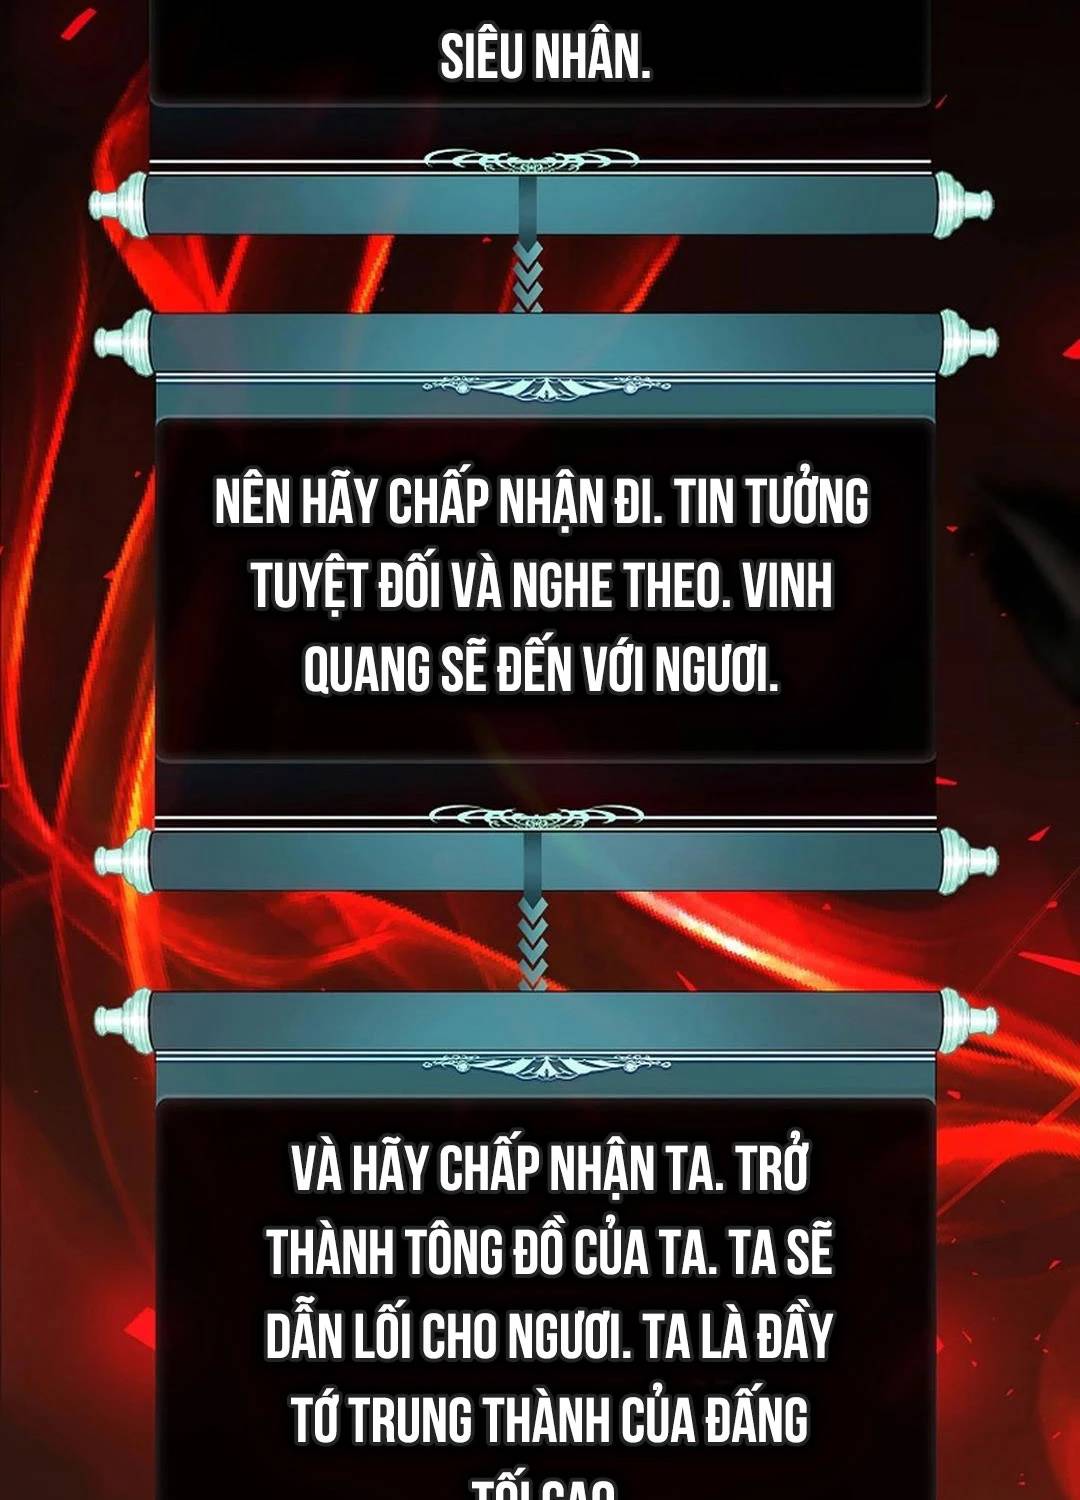 SIÊU NHÂN.
NÊN HÃY CHẤP NHẬN ĐI. TIN TƯỞNG
TUYỆT ĐỐI VÀ NGHE THEO. VINH
QUANG SẼ ĐẾN VỚI NGƯƠI.
VÀ HÃY CHẤP NHẬN TA. TRỞ
THÀNH TÔNG ĐỒ CỦA TA. TA SẼ
DẪN LỐI CHO NGƯƠI. TA LÀ ĐẦY
TỚ TRUNG THÀNH CỦA ĐẤNG
TỐI CAO